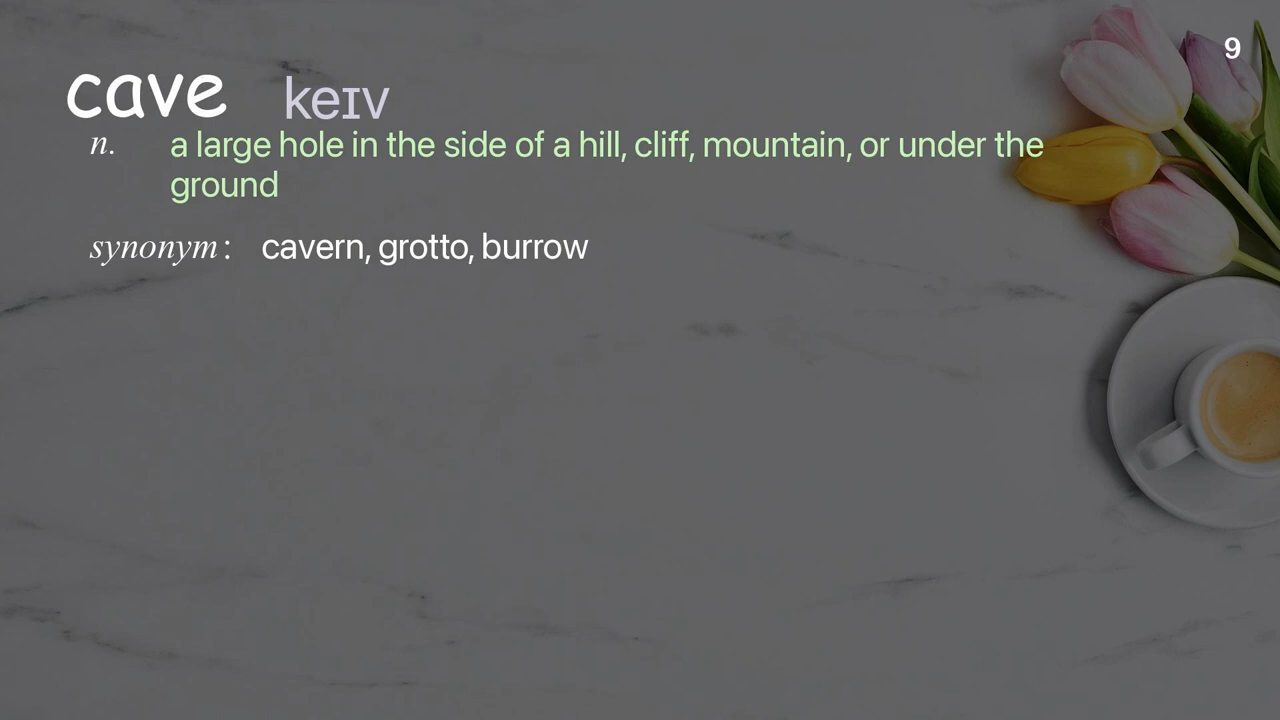 9
cave keɪv
n. a large hole in the side of a hill, cliff, mountain, or under the
ground
synonym : cavern, grotto, burrow